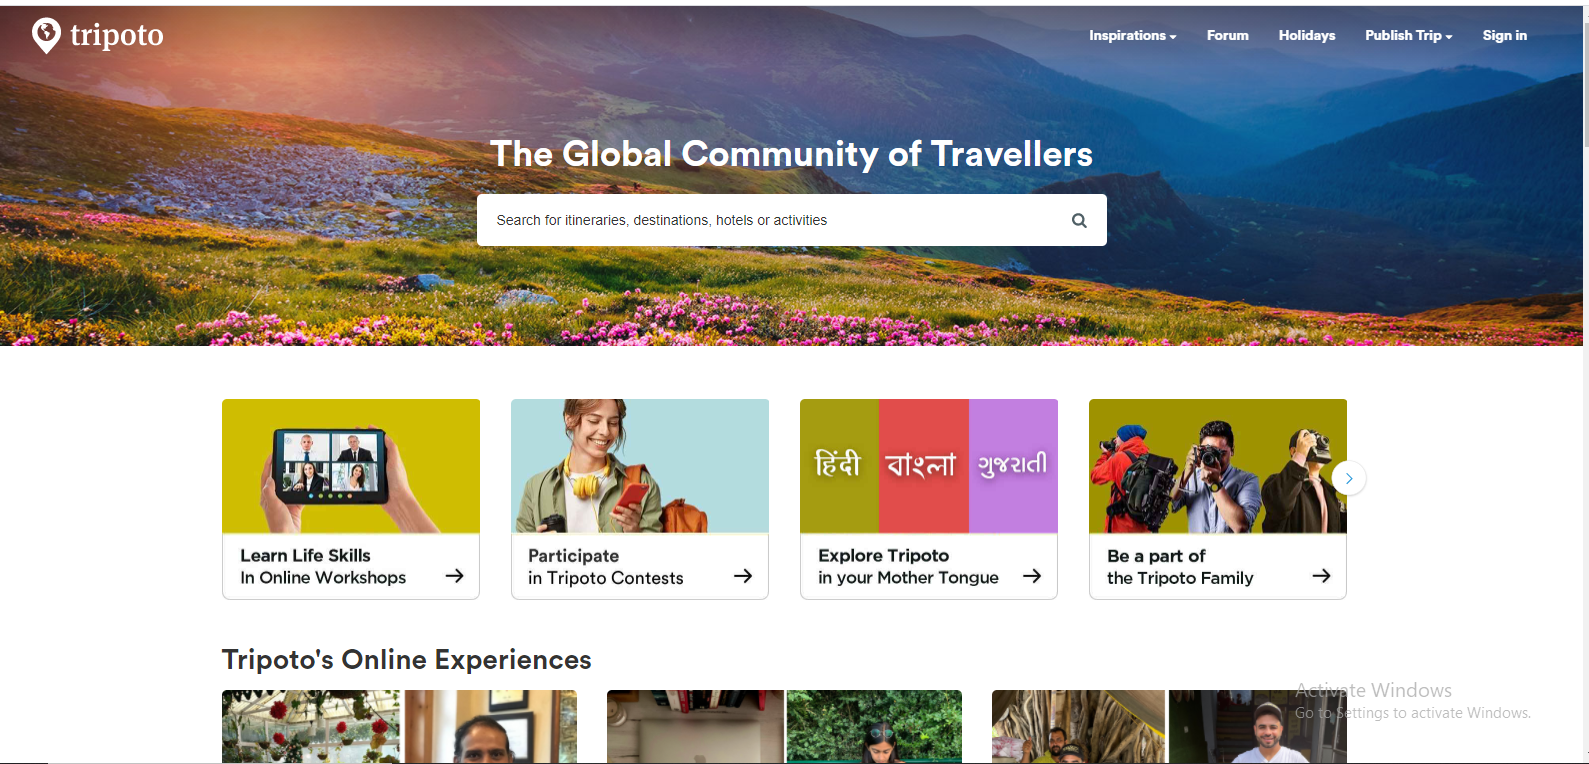 tripoto
Inspirations
Forum
Holidays
Publish Trip
Sign in
The Global Community of Travellers
Search for itineraries, destinations, hotels or activities
हिंदी
বাংলা
ગુજરાતી
Learn Life Skills
In Online Workshops
Participate
in Tripoto Contests
Explore Tripoto
in your Mother Tongue
Be a part of
the Tripoto Family
Tripoto's Online Experiences
Activate Windows
Go to Settings to activate Windows.